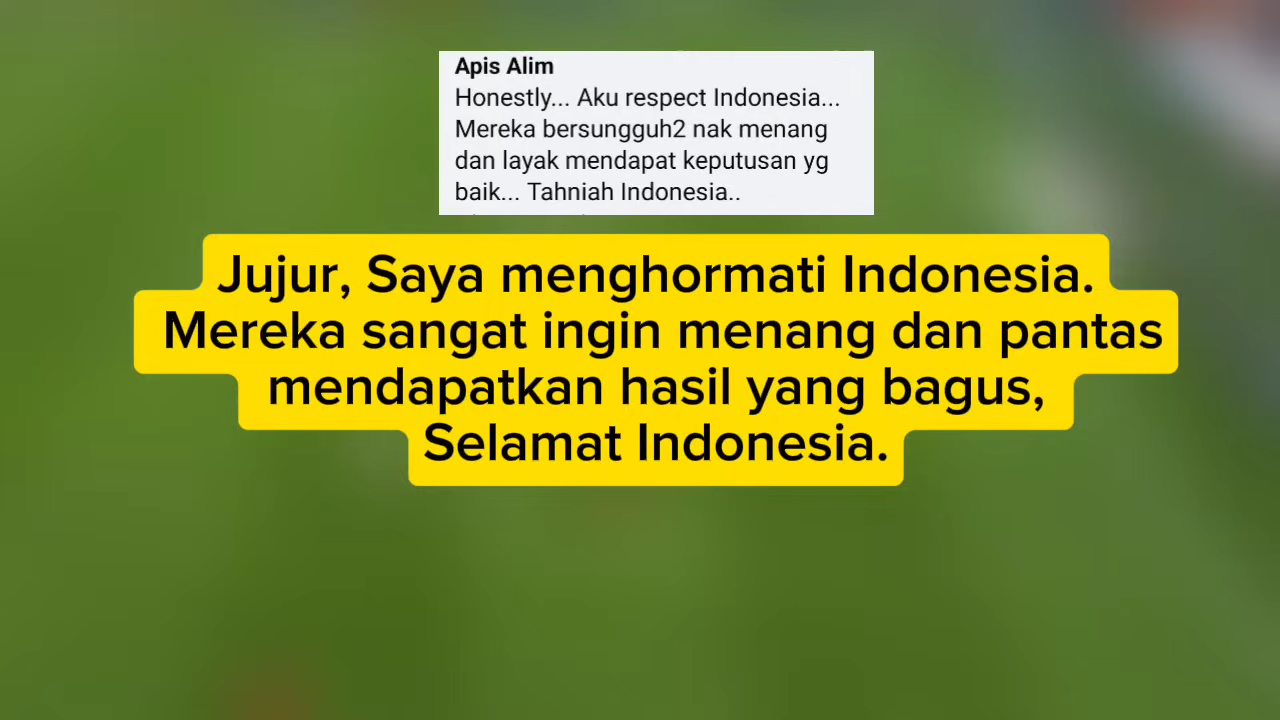 Apis Alim
Honestly... Aku respect Indonesia...
Mereka bersungguh2 nak menang
dan layak mendapat keputusan yg
baik... Tahniah Indonesia..
Jujur, Saya menghormati Indonesia.
Mereka sangat ingin menang dan pantas
mendapatkan hasil yang bagus,
Selamat Indonesia.